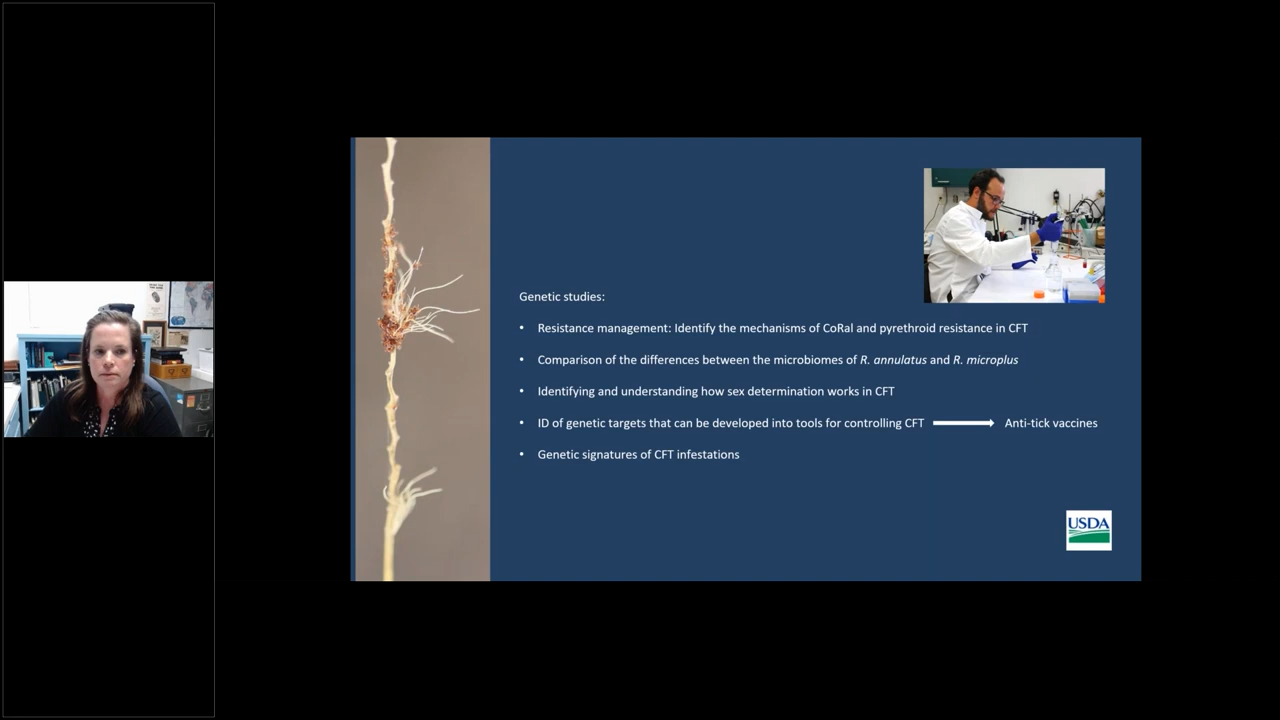 Genetic studies:
• Resistance management: Identify the mechanisms of CoRal and pyrethroid resistance in CFT
• Comparison of the differences between the microbiomes of R. annulatus and R. microplus
• Identifying and understanding how sex determination works in CFT
• ID of genetic targets that can be developed into tools for controlling CFT → Anti-tick vaccines
• Genetic signatures of CFT infestations
USDA